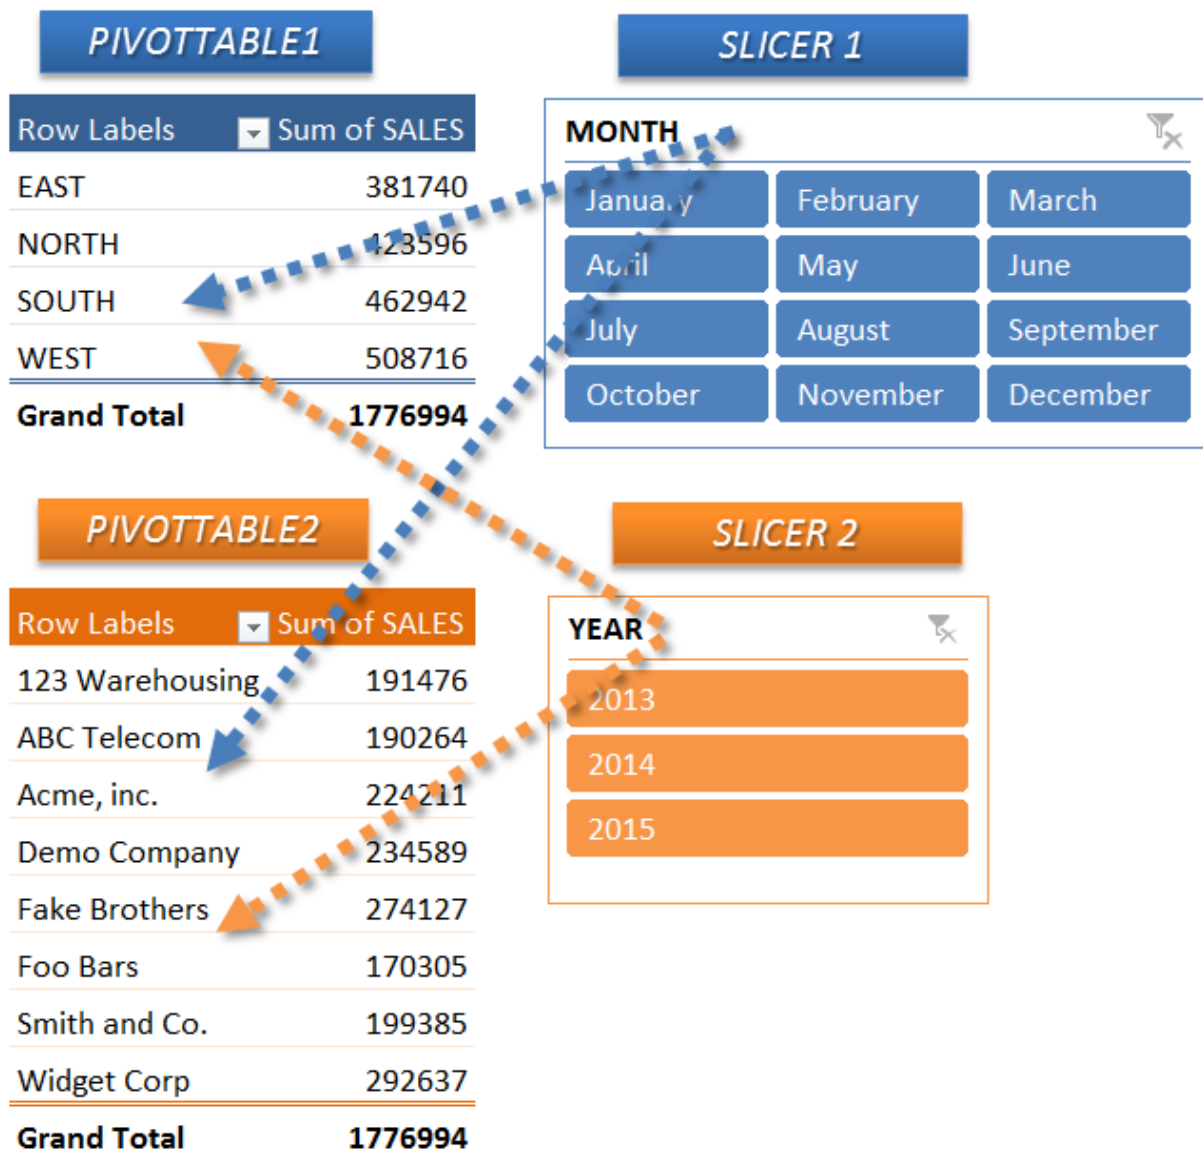 PIVOTTABLE1
SLICER 1
Row Labels Sum of SALES
EAST 381740
NORTH 423596
SOUTH 462942
WEST 508716
Grand Total 1776994
MONTH
January February March
April May June
July August September
October November December
PIVOTTABLE2
SLICER 2
Row Labels Sum of SALES
123 Warehousing 191476
ABC Telecom 190264
Acme, inc. 224211
Demo Company 234589
Fake Brothers 274127
Foo Bars 170305
Smith and Co. 199385
Widget Corp 292637
Grand Total 1776994
YEAR
2013
2014
2015